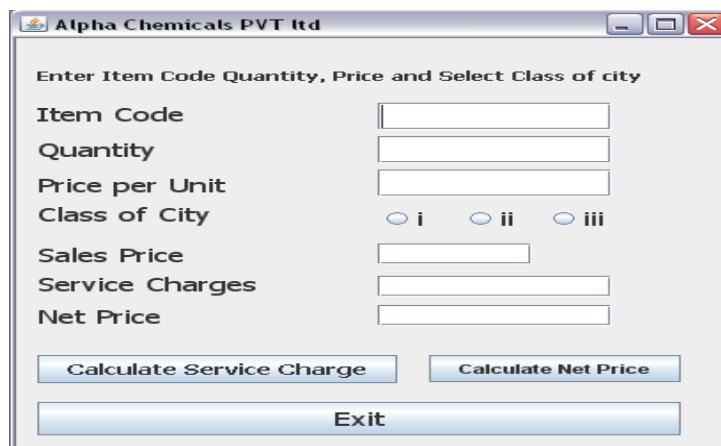 Alpha Chemicals PVT ltd
Enter Item Code Quantity, Price and Select Class of city
Item Code
Quantity
Price per Unit
Class of City i ii iii
Sales Price
Service Charges
Net Price
Calculate Service Charge Calculate Net Price
Exit